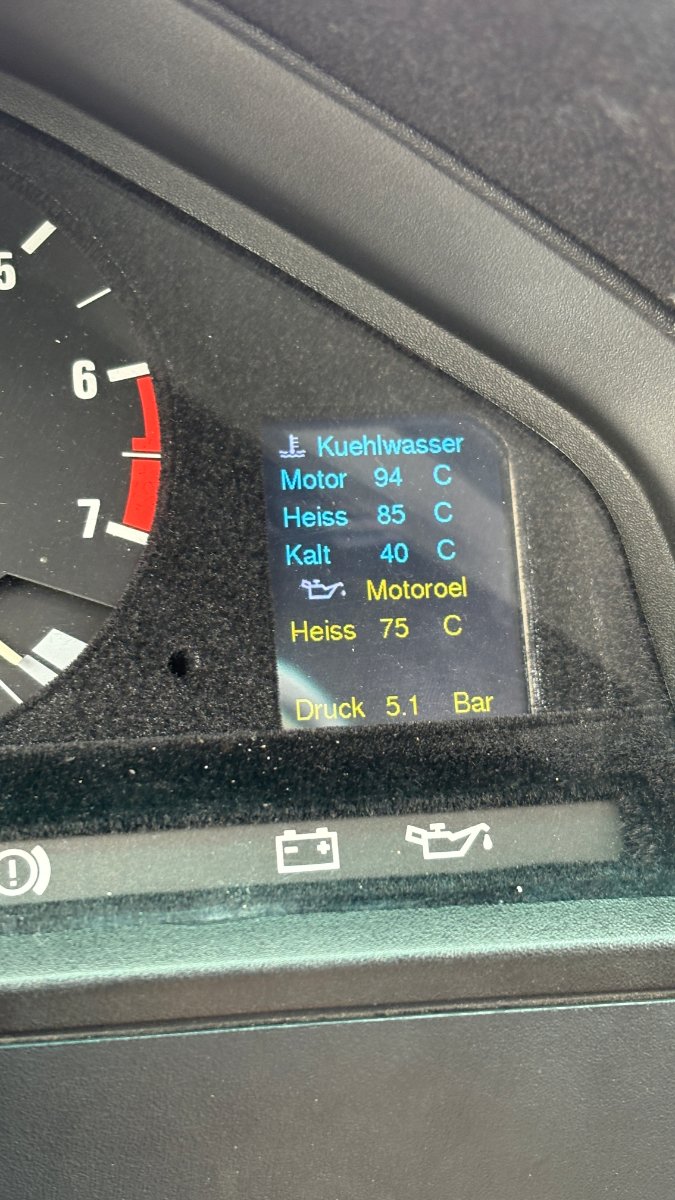 5
6
7
Kuehlwasser
Motor 94 C
Heiss 85 C
Kalt 40 C
Motoroel
Heiss 75 C
Druck 5.1 Bar